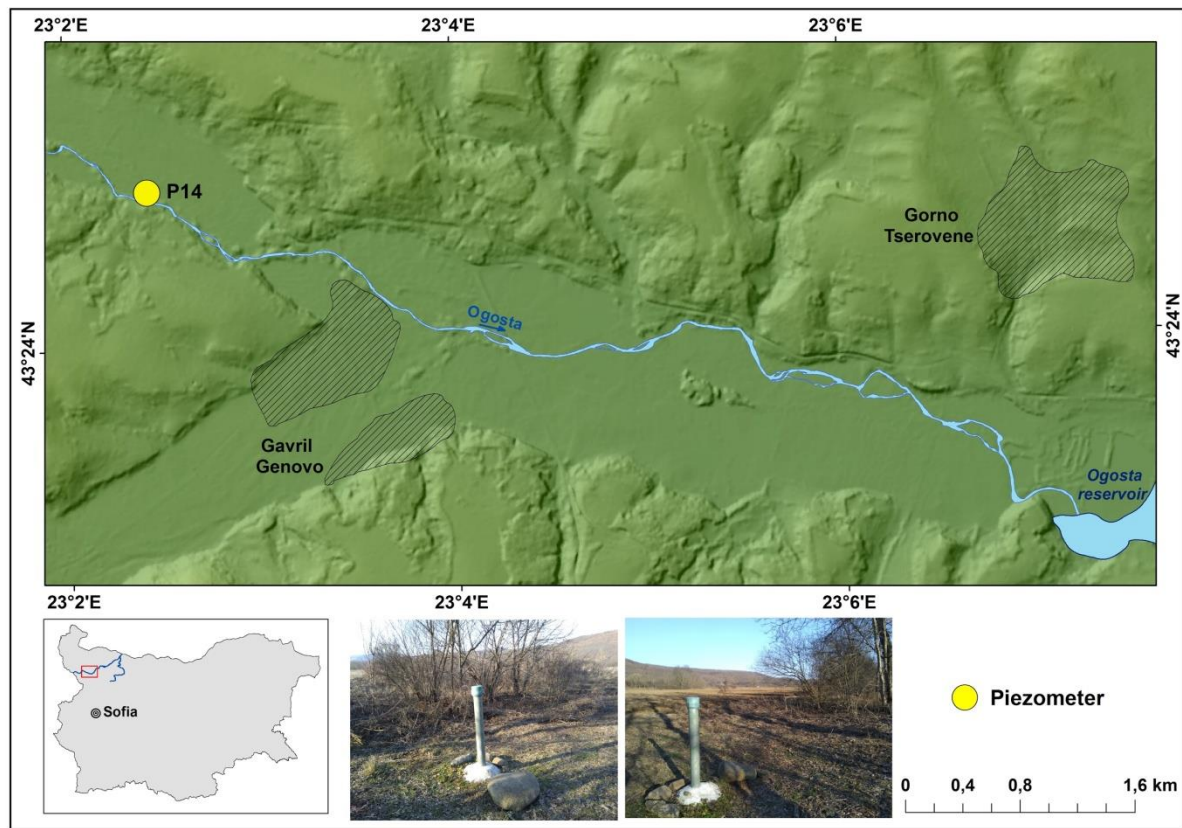 23°2'E
23°4'E
23°6'E
P14
Gorno
Tserovene
43°24'N
43°24'N
Ogosta
Gavril
Genovo
Ogosta
reservoir
23°2'E
23°4'E
23°6'E
Sofia
Piezometer
0 0,4 0,8 1,6 km